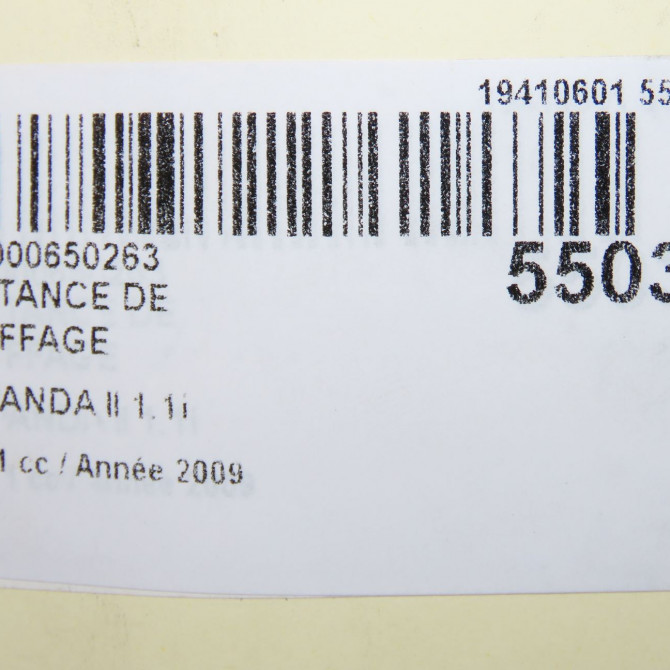 19410601 55
000650263
5503
TANCE DE
FFAGE
ANDA II 1.1i
1 cc / Année 2009